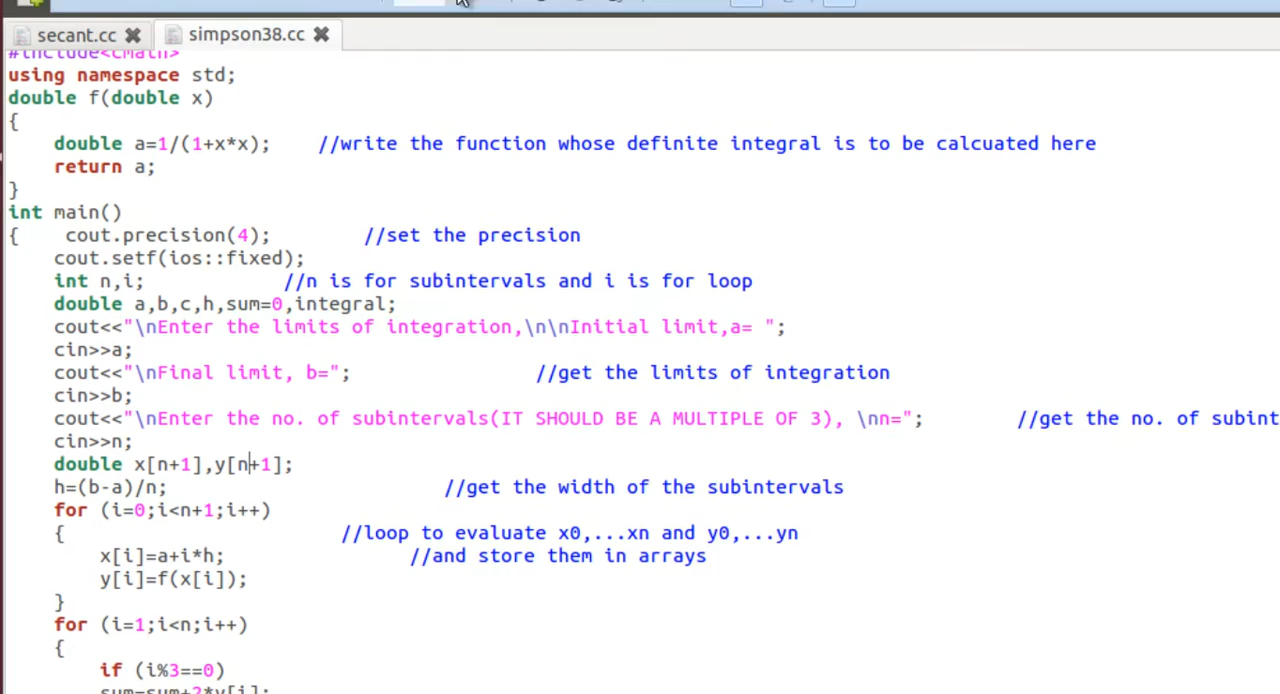 secant.cc simpson38.cc
#include<cmath>
using namespace std;
double f(double x)
{
double a=1/(1+x*x); //write the function whose definite integral is to be calcuated here
return a;
}
int main()
{ cout.precision(4); //set the precision
cout.setf(ios::fixed);
int n,i; //n is for subintervals and i is for loop
double a,b,c,h,sum=0,integral;
cout<<"\nEnter the limits of integration,\n\nInitial limit,a= ";
cin>>a;
cout<<"\nFinal limit, b="; //get the limits of integration
cin>>b;
cout<<"\nEnter the no. of subintervals(IT SHOULD BE A MULTIPLE OF 3), \nn="; //get the no. of subint
cin>>n;
double x[n+1],y[n+1];
h=(b-a)/n; //get the width of the subintervals
for (i=0;i<n+1;i++)
{ //loop to evaluate x0,...xn and y0,...yn
x[i]=a+i*h; //and store them in arrays
y[i]=f(x[i]);
}
for (i=1;i<n;i++)
{
if (i%3==0)
sum=sum+2*y[i];